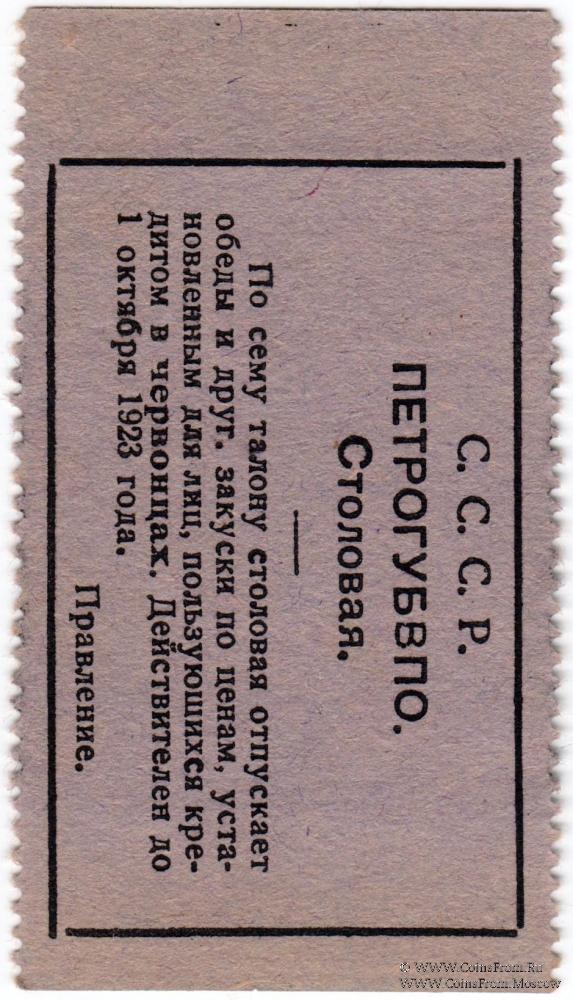 С. С. С. Р.
ПЕТРОГУБВПО.
Столовая.
По сему талону столовая отпускает
обеды и друг. закуски по ценам, уста-
новленным для лиц, пользующихся кре-
дитом в червонцах. Действителен до
1 октября 1923 года.
Правление.
© WWW.CoinsFrom.Ru
WWW.CoinsFrom.Moscow